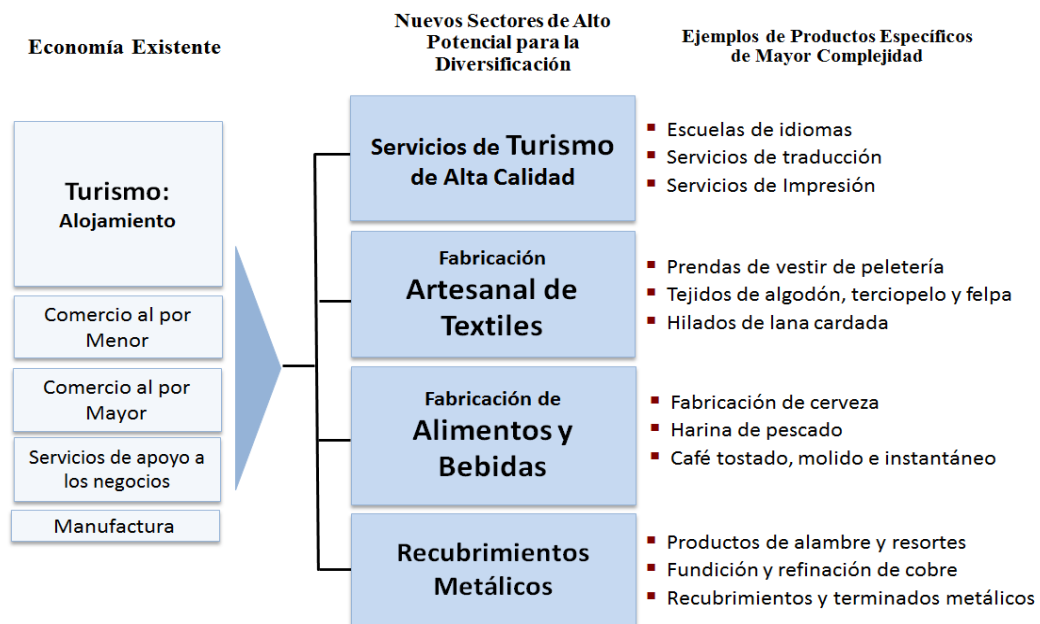 Economía Existente
Nuevos Sectores de Alto
Potencial para la
Diversificación
Ejemplos de Productos Específicos
de Mayor Complejidad
Turismo:
Alojamiento
Comercio al por
Menor
Comercio al por
Mayor
Servicios de apoyo a
los negocios
Manufactura
Servicios de Turismo
de Alta Calidad
Escuelas de idiomas
Servicios de traducción
Servicios de Impresión
Fabricación
Artesanal de
Textiles
Prendas de vestir de peletería
Tejidos de algodón, terciopelo y felpa
Hilados de lana cardada
Fabricación de
Alimentos y
Bebidas
Fabricación de cerveza
Harina de pescado
Café tostado, molido e instantáneo
Recubrimientos
Metálicos
Productos de alambre y resortes
Fundición y refinación de cobre
Recubrimientos y terminados metálicos